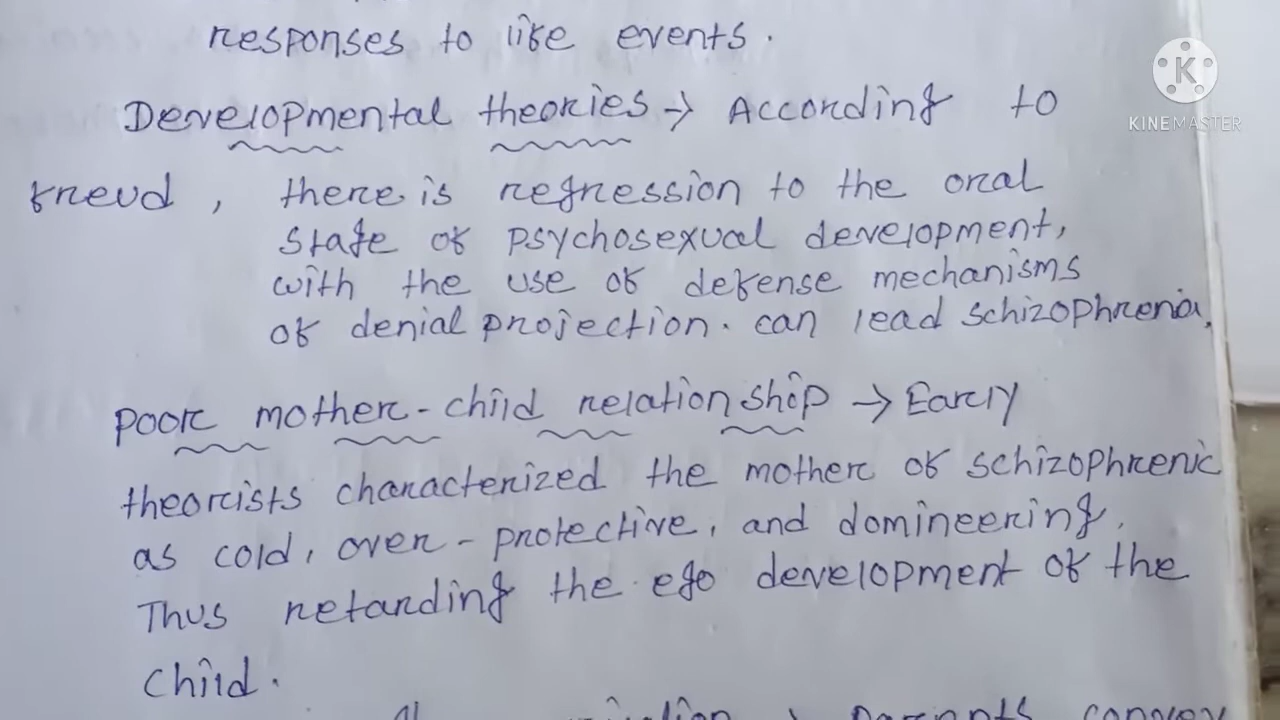 responses to life events.
Developmental theories → According to
freud, there is regression to the oral
stage of psychosexual development,
with the use of defense mechanisms
of denial projection. can lead schizophrenia,
poor mother-child relationship → Early
theorists characterized the mother of schizophrenic
as cold, over-protective, and domineering,
Thus retarding the ego development of the
child.
parents convey
K
KINEMASTER